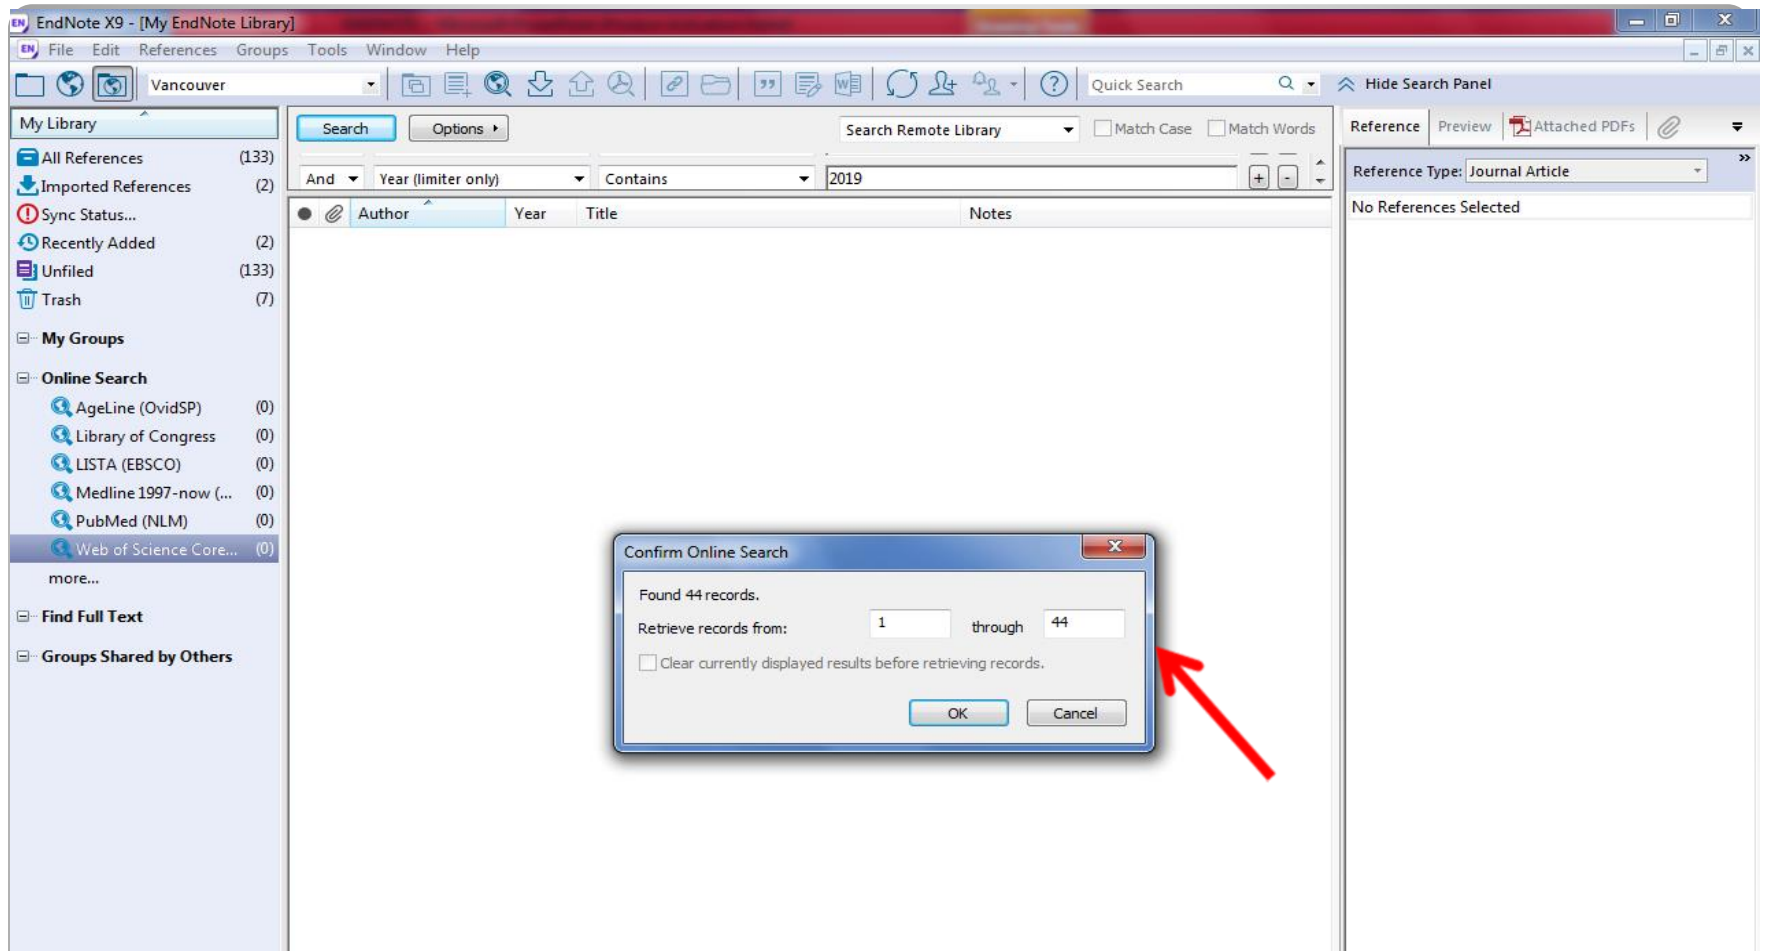 EN EndNote X9 - [My EndNote Library]
EN File Edit References Groups Tools Window Help
Vancouver Quick Search Hide Search Panel
My Library
All References (133)
Imported References (2)
Sync Status...
Recently Added (2)
Unfiled (133)
Trash (7)
My Groups
Online Search
AgeLine (OvidSP) (0)
Library of Congress (0)
LISTA (EBSCO) (0)
Medline 1997-now (... (0)
PubMed (NLM) (0)
Web of Science Core... (0)
more...
Find Full Text
Groups Shared by Others
Search Options Search Remote Library Match Case Match Words
And Year (limiter only) Contains 2019 + -
Author Year Title Notes
Confirm Online Search
Found 44 records.
Retrieve records from: 1 through 44
Clear currently displayed results before retrieving records.
OK Cancel
Reference Preview Attached PDFs
Reference Type: Journal Article
No References Selected